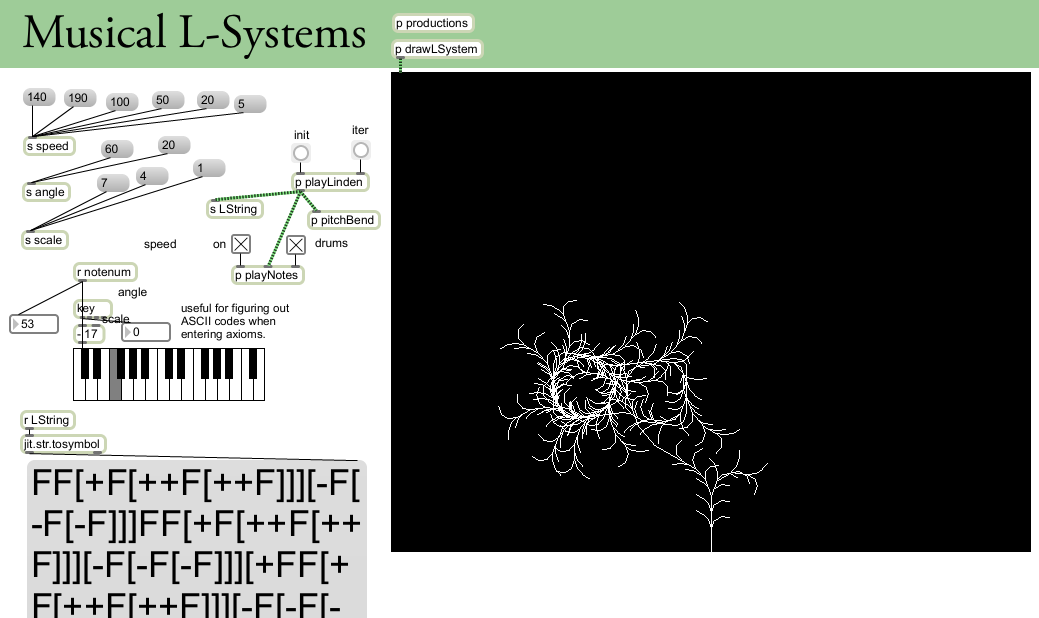 Musical L-Systems
p productions
p drawLSystem
140
190
100
50
20
5
s speed
60
20
s angle
7
4
1
s scale
init
iter
p playLinden
s LString
p pitchBend
speed
on
drums
p playNotes
r notenum
angle
key
scale
53
- 17
0
useful for figuring out
ASCII codes when
entering axioms.
r LString
jit.str.tosymbol
FF[+F[++F[++F]]][-F[
-F[-F]]]FF[+F[++F[++
F]]][-F[-F[-F]]][+FF[+
F[++F[++F]]][-F[-F[-